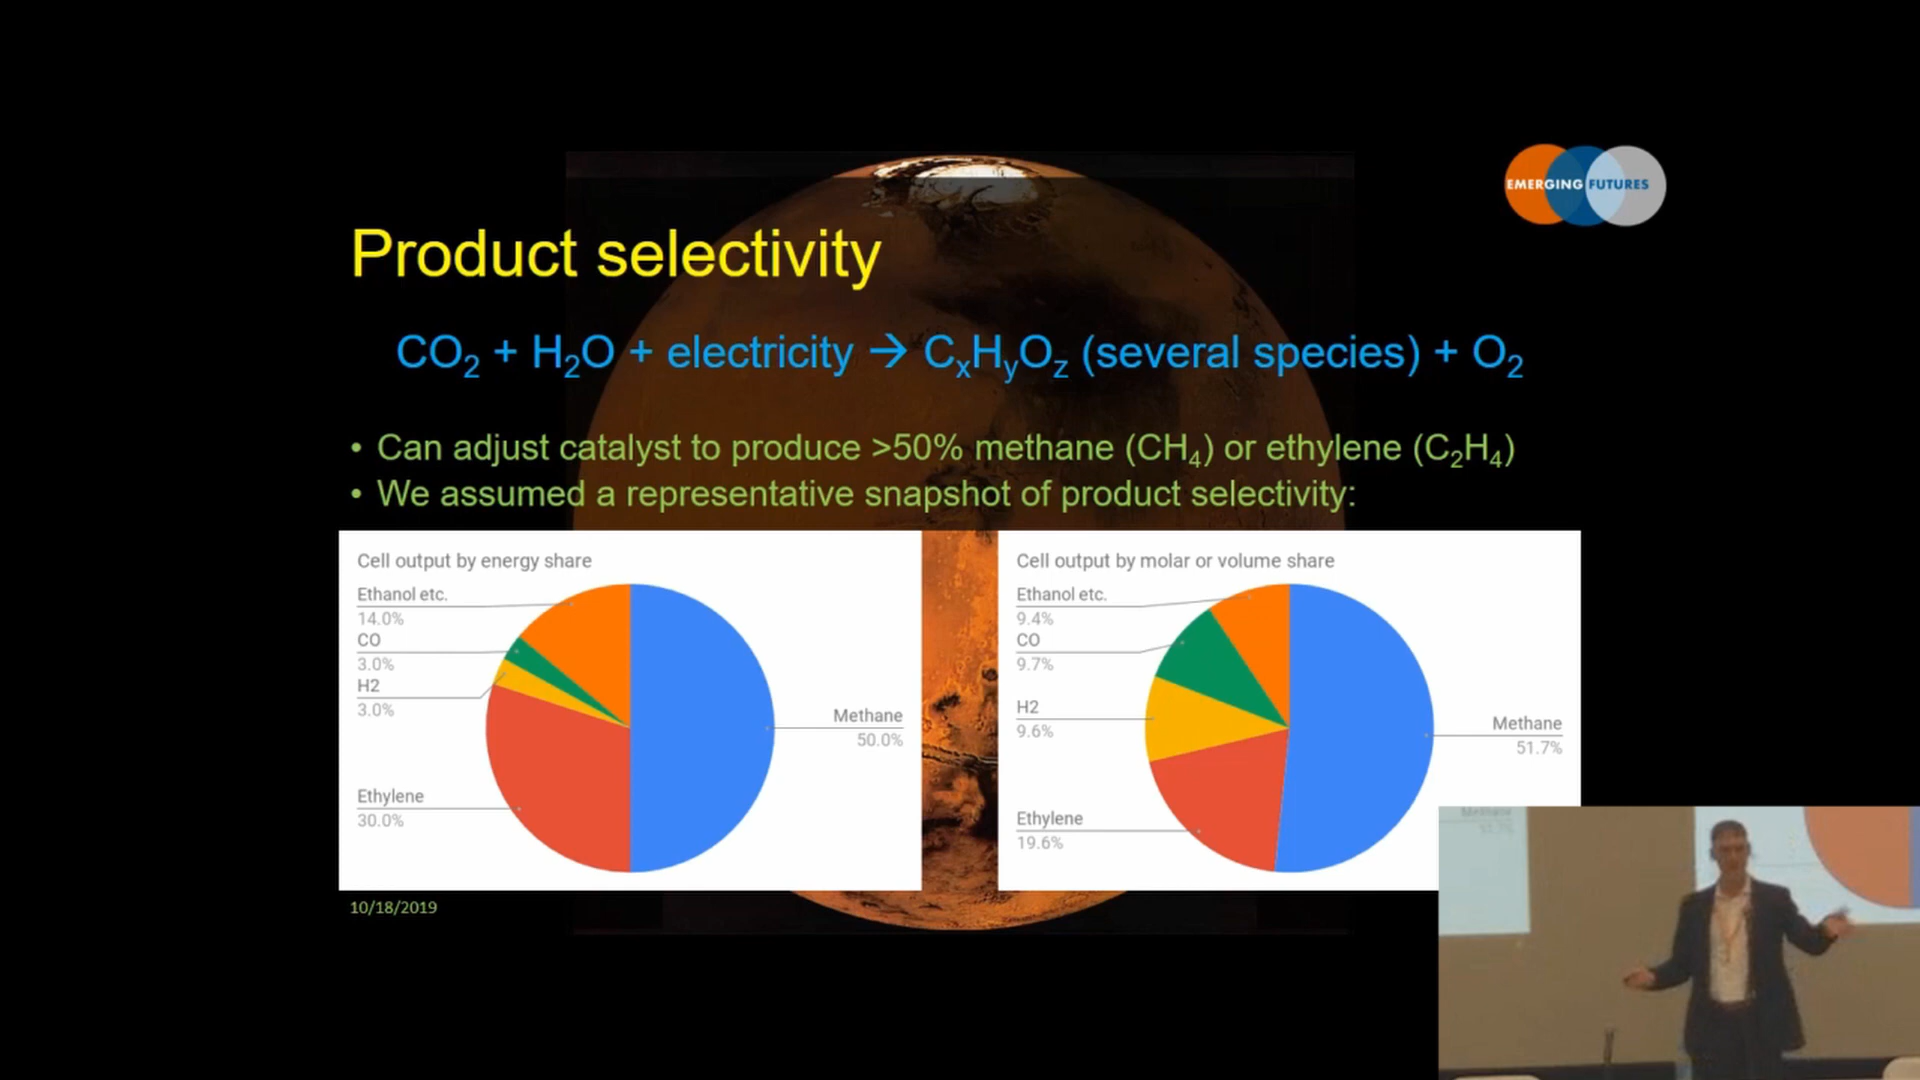 EMERGING FUTURES
Product selectivity
CO₂ + H₂O + electricity → CₓHᵧO𝓏 (several species) + O₂
• Can adjust catalyst to produce >50% methane (CH₄) or ethylene (C₂H₄)
• We assumed a representative snapshot of product selectivity:
Cell output by energy share
Ethanol etc.
14.0%
CO
3.0%
H2
3.0%
Ethylene
30.0%
Methane
50.0%
Cell output by molar or volume share
Ethanol etc.
9.4%
CO
9.7%
H2
9.6%
Ethylene
19.6%
Methane
51.7%
10/18/2019